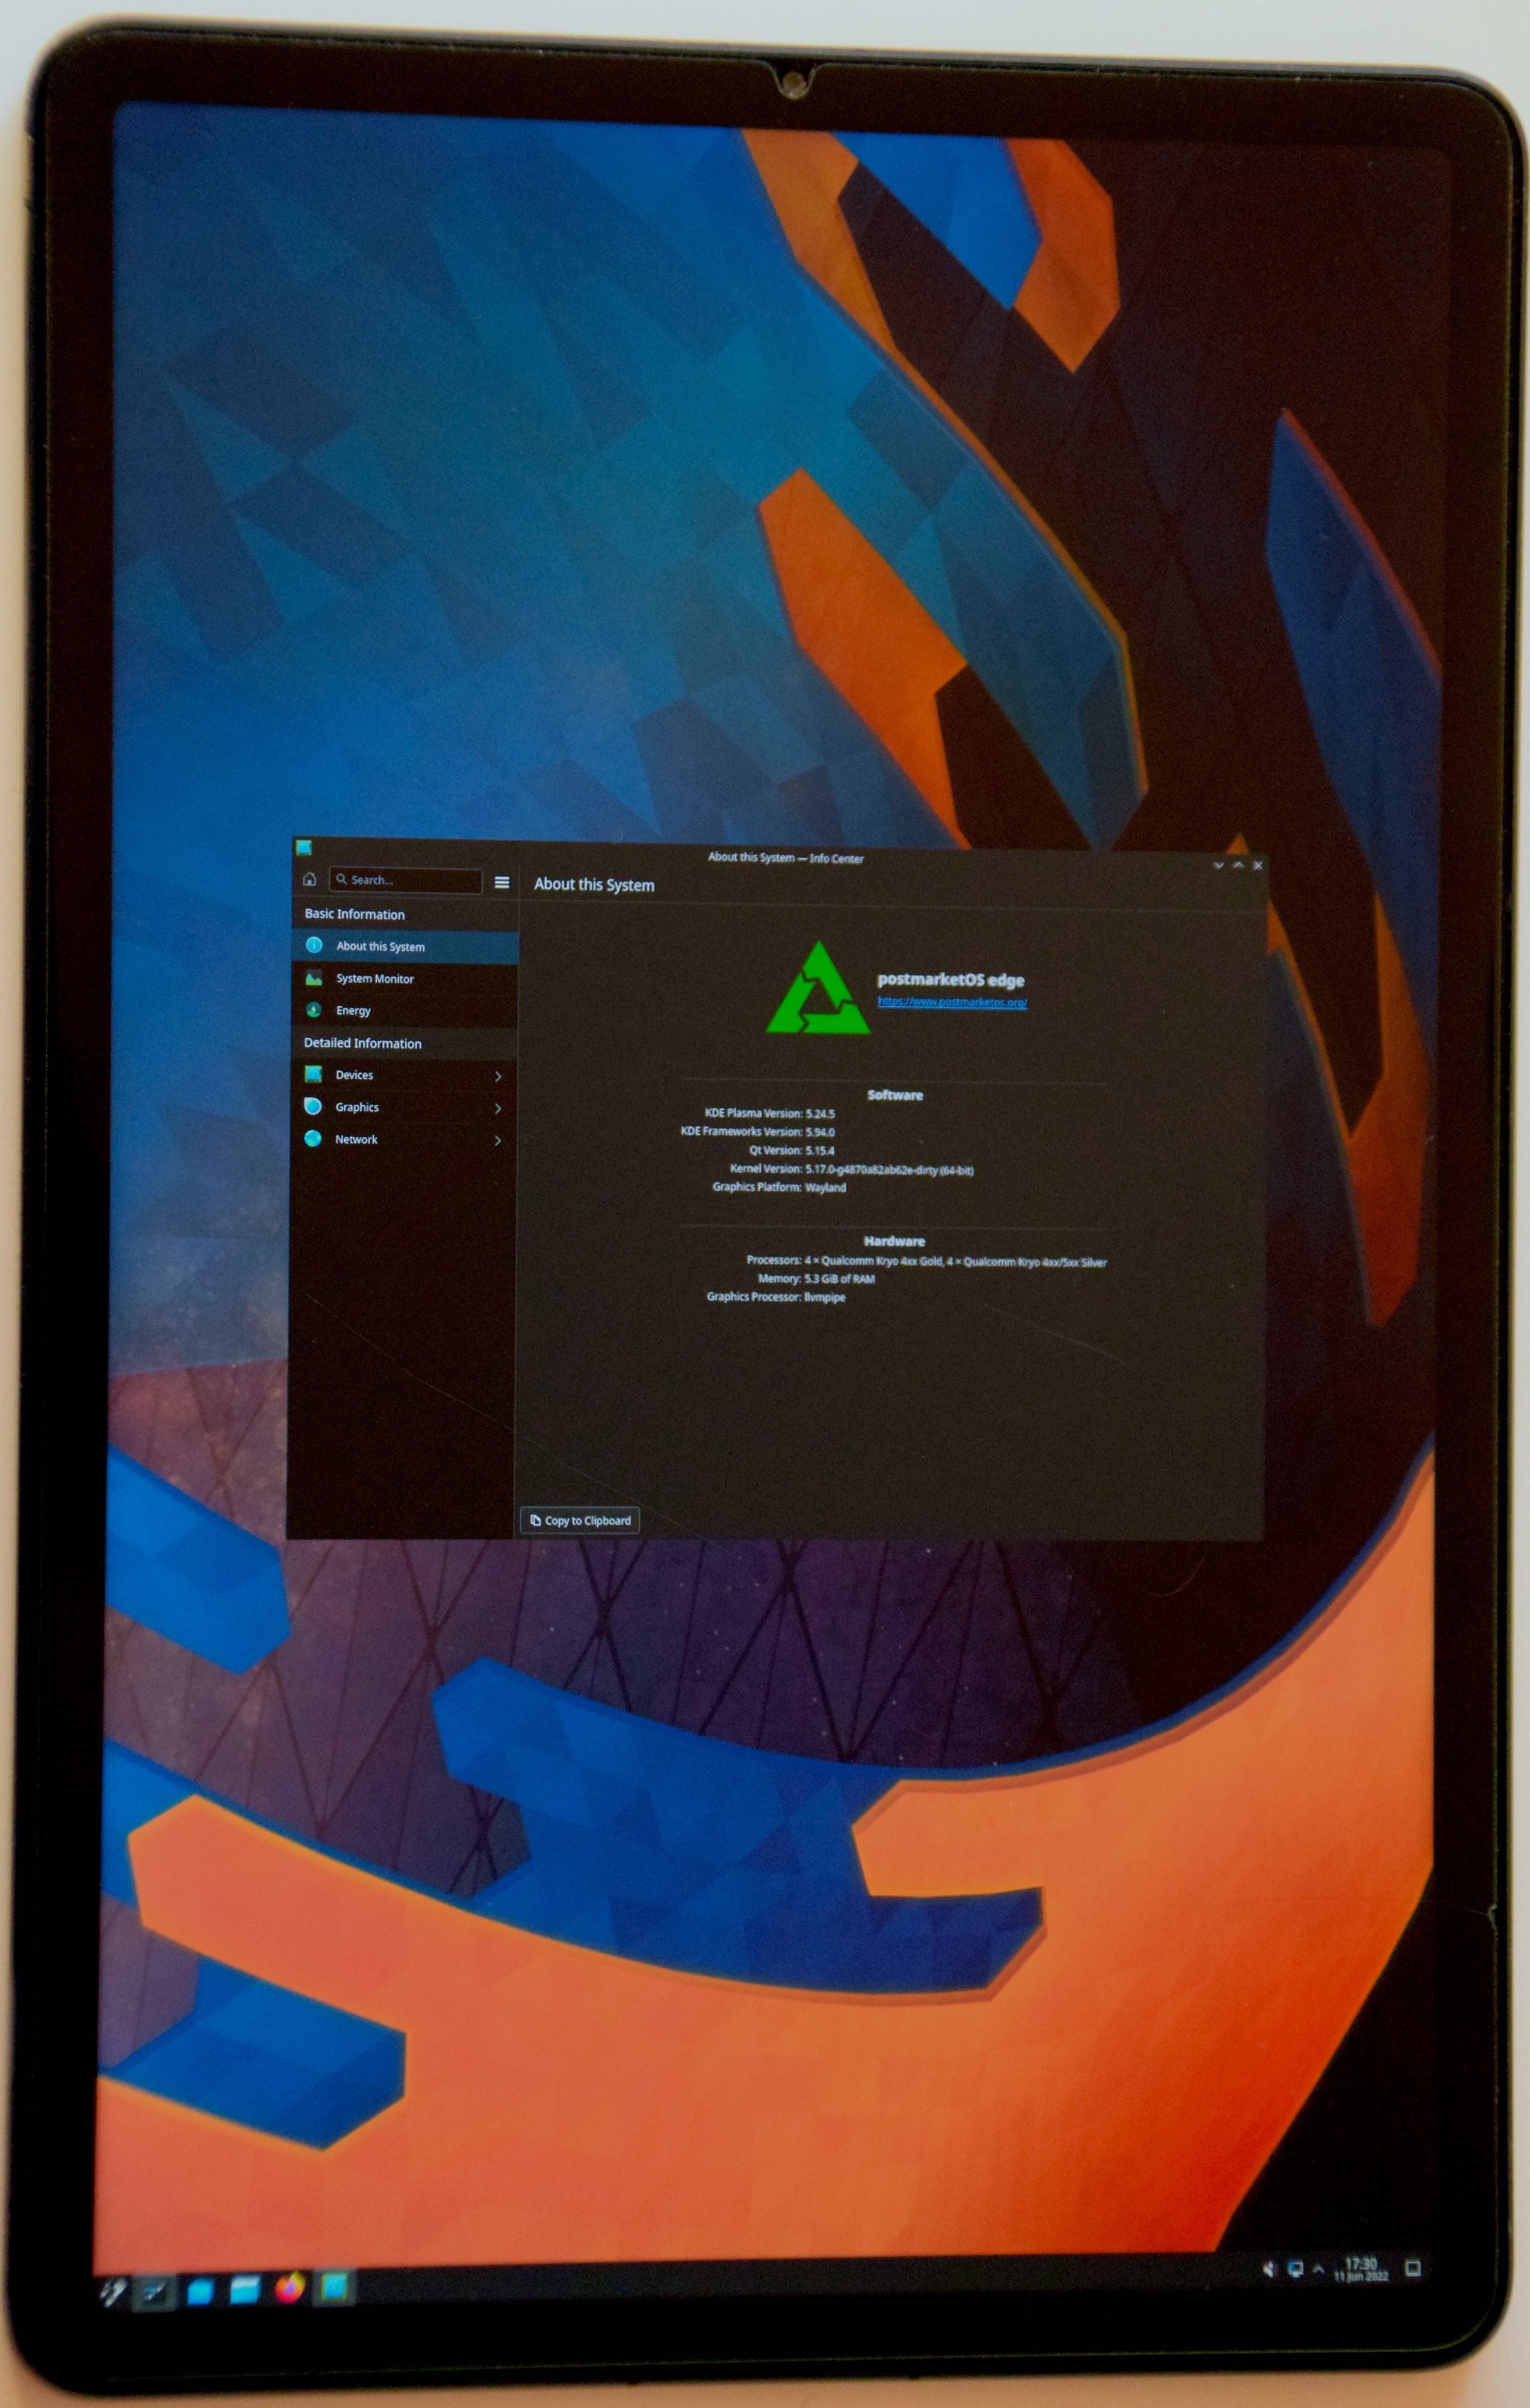 About this System — Info Center
Search...
About this System
Basic Information
About this System
System Monitor
Energy
Detailed Information
Devices
Graphics
Network
postmarketOS edge
https://www.postmarketos.org/
Software
KDE Plasma Version: 5.24.5
KDE Frameworks Version: 5.94.0
Qt Version: 5.15.4
Kernel Version: 5.17.0-g4870a82ab62e-dirty (64-bit)
Graphics Platform: Wayland
Hardware
Processors: 4 × Qualcomm Kryo 4xx Gold, 4 × Qualcomm Kryo 4xx/5xx Silver
Memory: 5.3 GiB of RAM
Graphics Processor: llvmpipe
Copy to Clipboard
17:30
11 Jun 2022